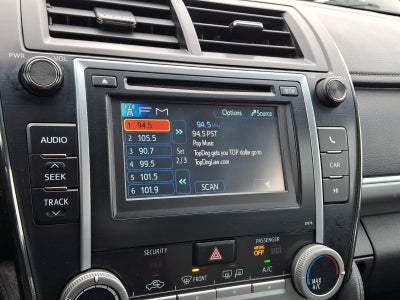 PWR VOL
FM
Options Source
1 94.5
2 105.5
3 90.7
4 99.5
5 101.5
6 101.9
Set
2/3
94.5
94.5 PST
Pop Music
TopDog gets you TOP dollar go to
TopDogLaw.com
SCAN
AUDIO
SEEK
TRACK
CAR
SECURITY
PASSENGER
AIRBAG
OFF
FRONT
A/C
MAX
A/C